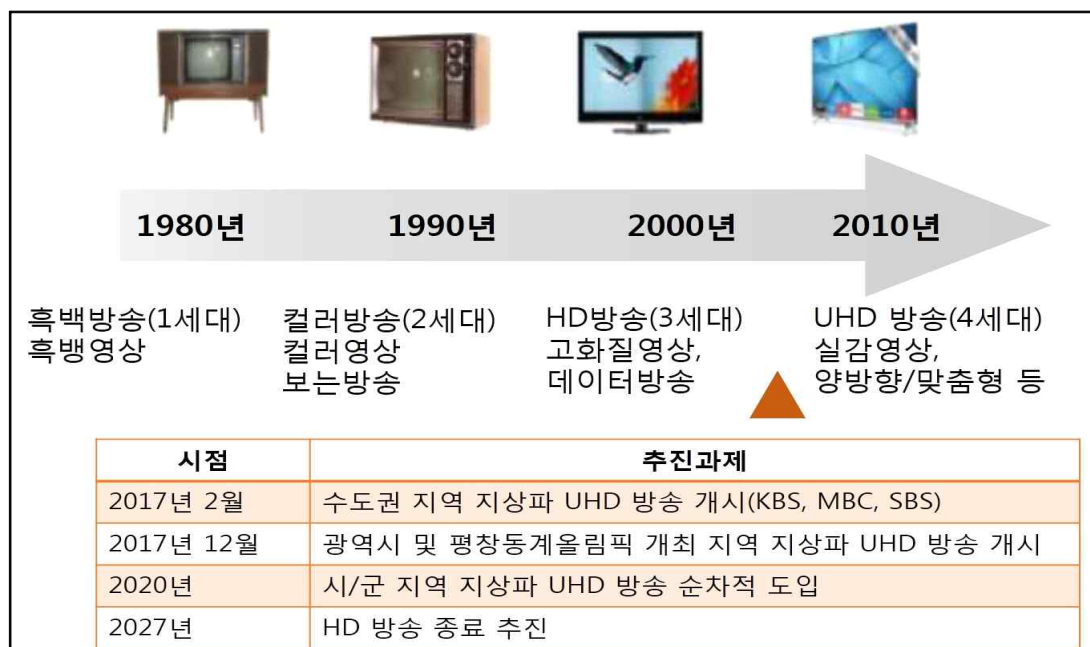 1980년 1990년 2000년 2010년
흑백방송(1세대)
흑뱅영상
컬러방송(2세대)
컬러영상
보는방송
HD방송(3세대)
고화질영상,
데이터방송
UHD 방송(4세대)
실감영상,
양방향/맞춤형 등
시점 추진과제
2017년 2월 수도권 지역 지상파 UHD 방송 개시(KBS, MBC, SBS)
2017년 12월 광역시 및 평창동계올림픽 개최 지역 지상파 UHD 방송 개시
2020년 시/군 지역 지상파 UHD 방송 순차적 도입
2027년 HD 방송 종료 추진